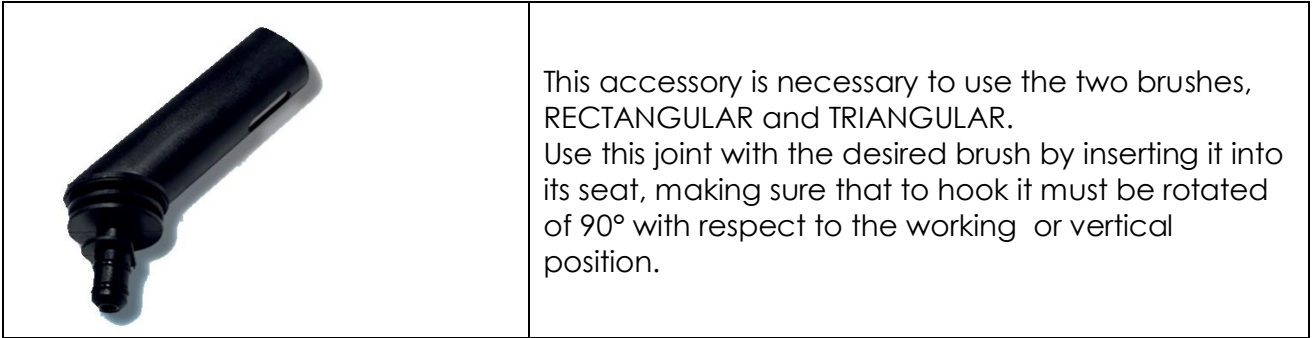 This accessory is necessary to use the two brushes,
RECTANGULAR and TRIANGULAR.
Use this joint with the desired brush by inserting it into
its seat, making sure that to hook it must be rotated
of 90° with respect to the working  or vertical
position.